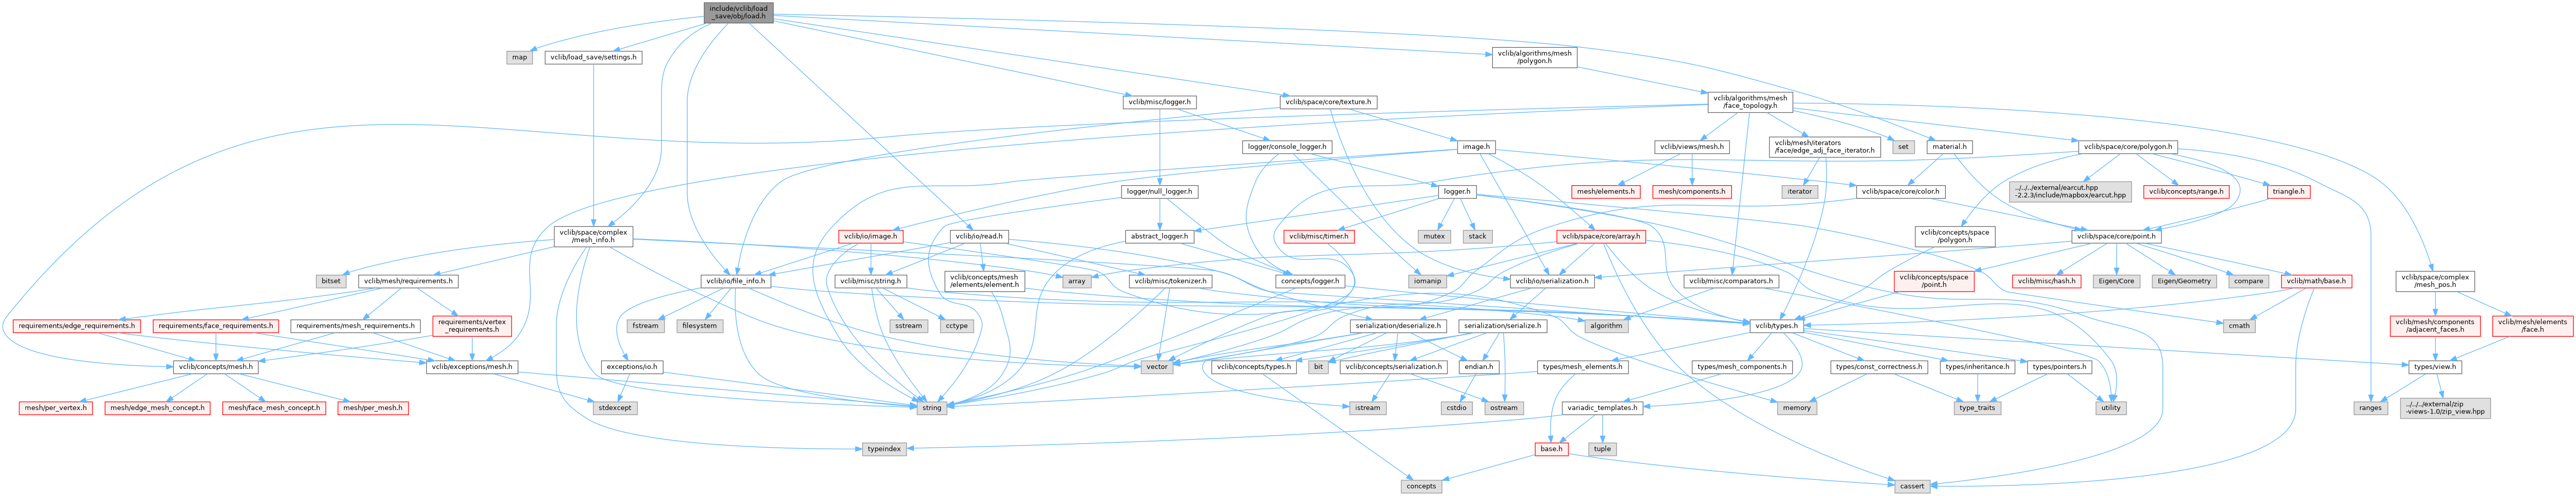 include/vclib/load
_save/obj/load.h
map
vclib/load_save/settings.h
vclib/algorithms/mesh
/polygon.h
vclib/misc/logger.h
vclib/space/core/texture.h
vclib/algorithms/mesh
/face_topology.h
logger/console_logger.h
image.h
vclib/views/mesh.h
vclib/mesh/iterators
/face/edge_adj_face_iterator.h
set
material.h
vclib/space/core/polygon.h
logger/null_logger.h
logger.h
mesh/elements.h
mesh/components.h
iterator
vclib/space/core/color.h
../../../external/earcut.hpp
-2.2.3/include/mapbox/earcut.hpp
vclib/concepts/range.h
triangle.h
vclib/space/complex
/mesh_info.h
vclib/io/image.h
vclib/io/read.h
abstract_logger.h
vclib/misc/timer.h
mutex
stack
vclib/space/core/array.h
vclib/concepts/space
/polygon.h
vclib/space/core/point.h
bitset
vclib/mesh/requirements.h
vclib/io/file_info.h
vclib/misc/string.h
vclib/concepts/mesh
/elements/element.h
array
vclib/misc/tokenizer.h
concepts/logger.h
iomanip
vclib/io/serialization.h
vclib/misc/comparators.h
vclib/concepts/space
/point.h
vclib/misc/hash.h
Eigen/Core
Eigen/Geometry
compare
vclib/math/base.h
vclib/space/complex
/mesh_pos.h
requirements/edge_requirements.h
requirements/face_requirements.h
requirements/mesh_requirements.h
requirements/vertex
_requirements.h
fstream
filesystem
sstream
cctype
serialization/deserialize.h
serialization/serialize.h
algorithm
vclib/types.h
cmath
vclib/mesh/components
/adjacent_faces.h
vclib/mesh/elements
/face.h
vclib/concepts/mesh.h
vclib/exceptions/mesh.h
exceptions/io.h
vector
vclib/concepts/types.h
bit
vclib/concepts/serialization.h
endian.h
types/mesh_elements.h
types/mesh_components.h
types/const_correctness.h
types/inheritance.h
types/pointers.h
types/view.h
mesh/per_vertex.h
mesh/edge_mesh_concept.h
mesh/face_mesh_concept.h
mesh/per_mesh.h
stdexcept
string
istream
cstdio
ostream
variadic_templates.h
memory
type_traits
utility
ranges
../../../external/zip
-views-1.0/zip_view.hpp
typeindex
base.h
tuple
concepts
cassert